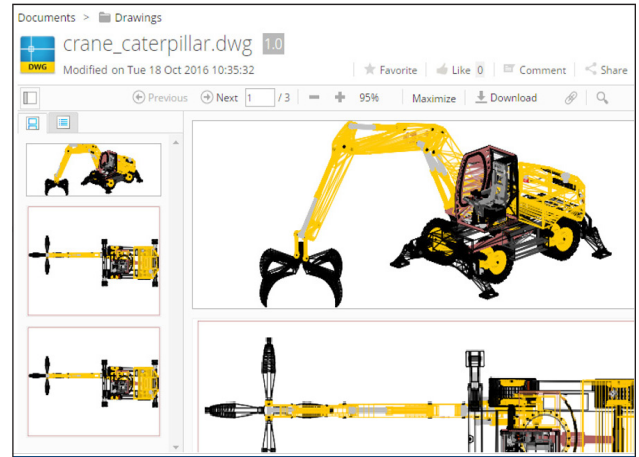 Documents > Drawings
crane_caterpillar.dwg 1.0
DWG
Modified on Tue 18 Oct 2016 10:35:32
Favorite Like 0 Comment Share
Previous Next 1 / 3 95% Maximize Download